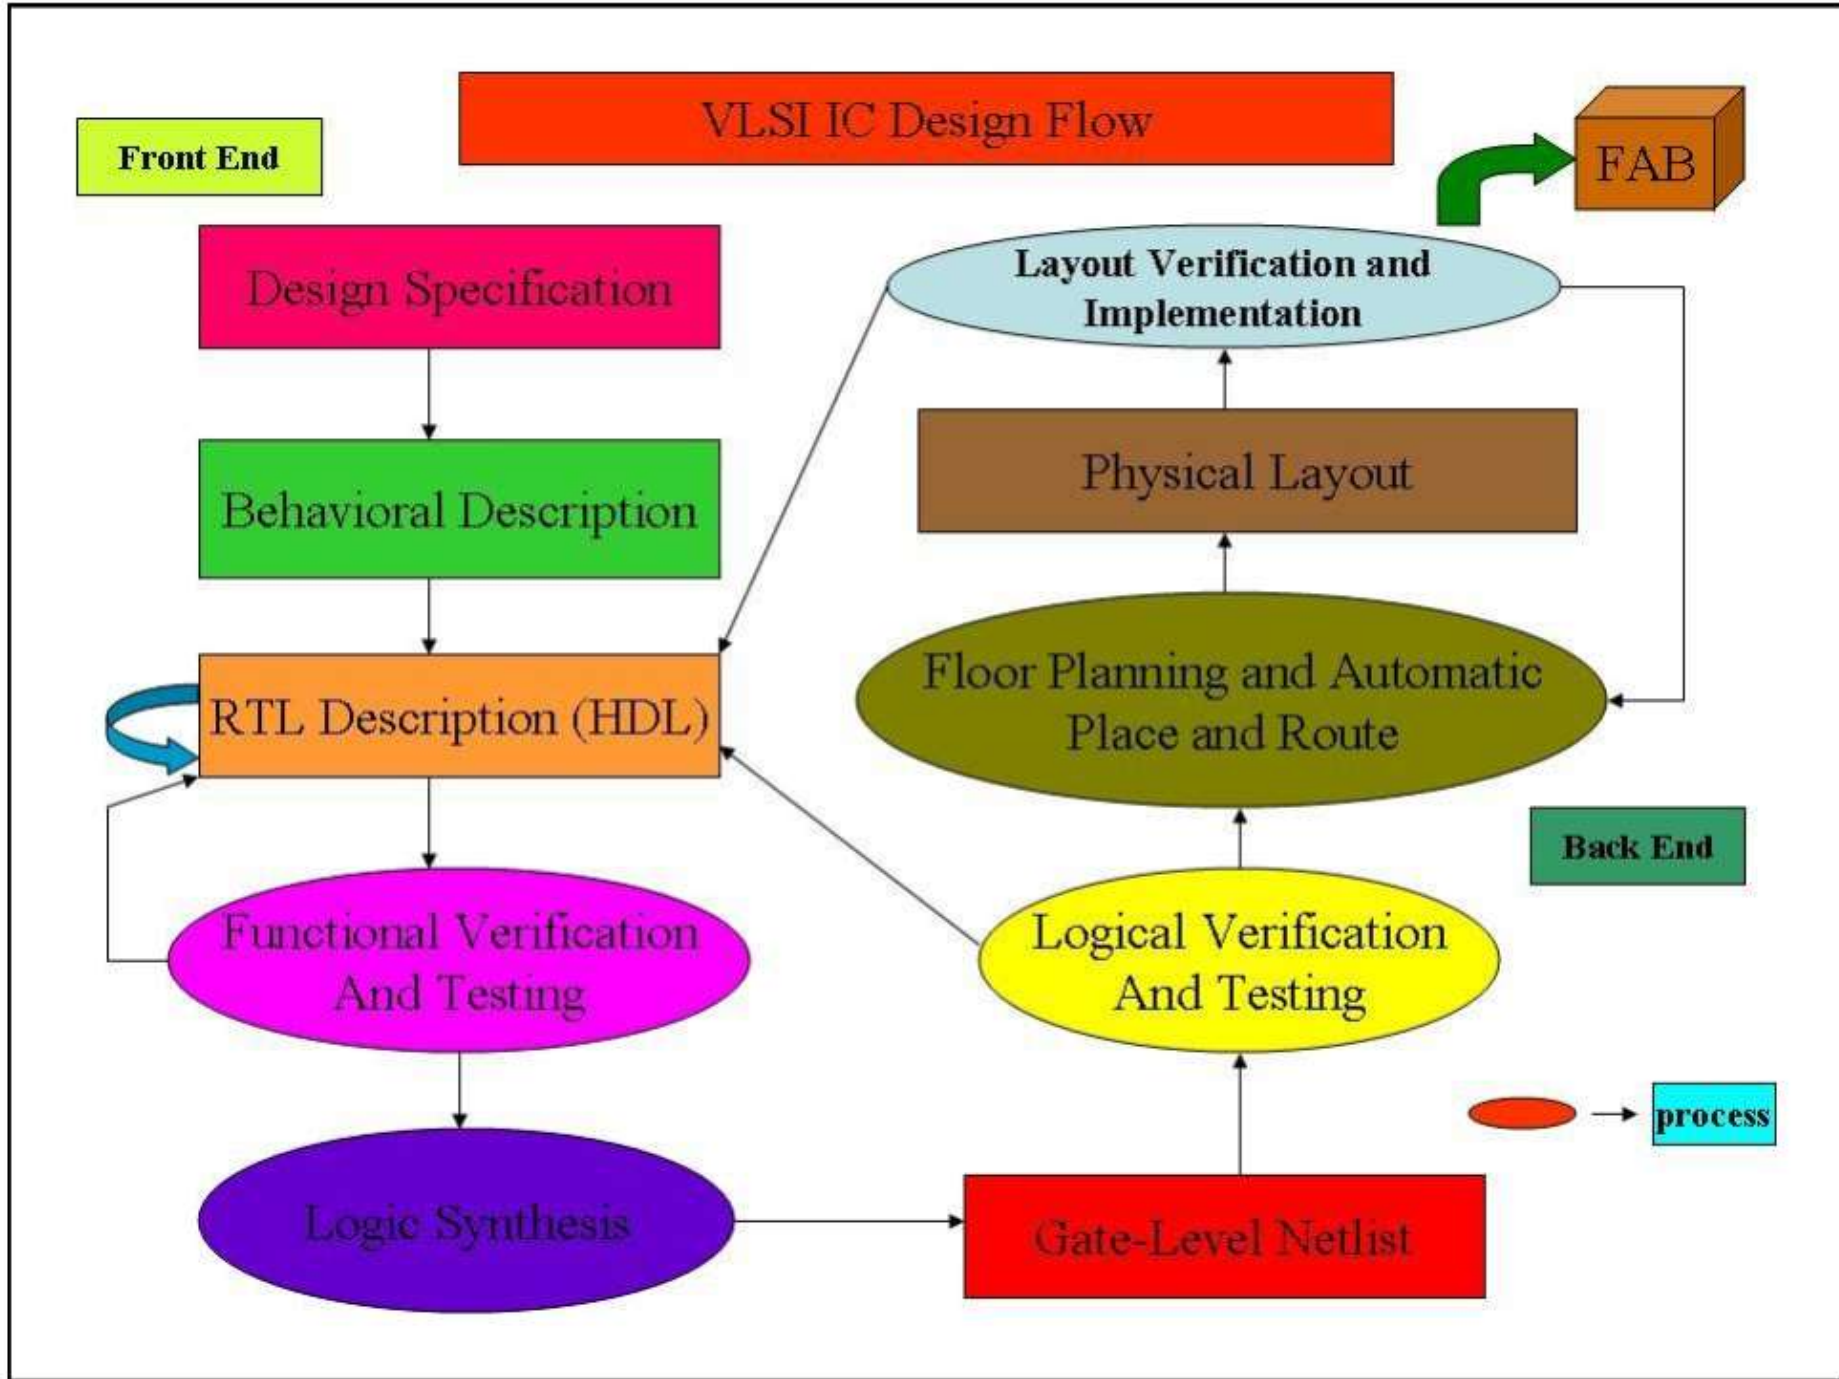 VLSI IC Design Flow
Front End
FAB
Design Specification
Behavioral Description
RTL Description (HDL)
Functional Verification
And Testing
Logic Synthesis
Layout Verification and
Implementation
Physical Layout
Floor Planning and Automatic
Place and Route
Back End
Logical Verification
And Testing
process
Gate-Level Netlist